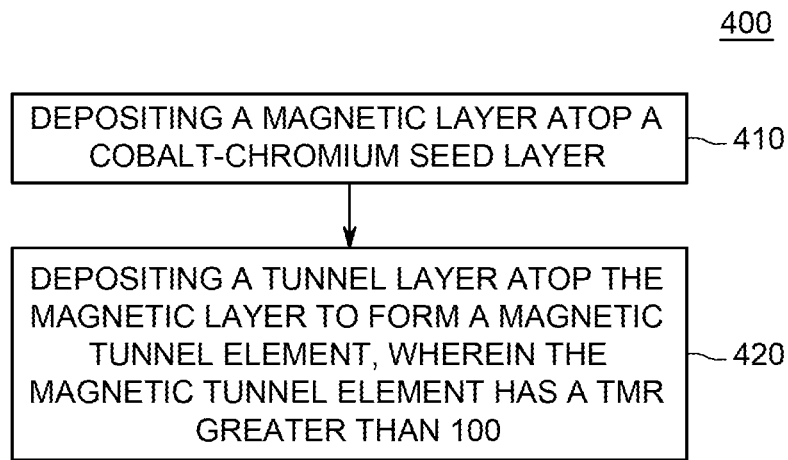 400
DEPOSITING A MAGNETIC LAYER ATOP A
COBALT-CHROMIUM SEED LAYER
410
DEPOSITING A TUNNEL LAYER ATOP THE
MAGNETIC LAYER TO FORM A MAGNETIC
TUNNEL ELEMENT, WHEREIN THE
MAGNETIC TUNNEL ELEMENT HAS A TMR
GREATER THAN 100
420